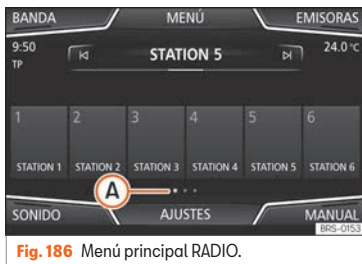 BANDA MENÚ EMISORAS
9:50 STATION 5 24.0 °C
TP
1 2 3 4 5 6
STATION 1 STATION 2 STATION 3 STATION 4 STATION 5 STATION 6
A
SONIDO AJUSTES MANUAL
BRS-0153
Fig. 186 Menú principal RADIO.